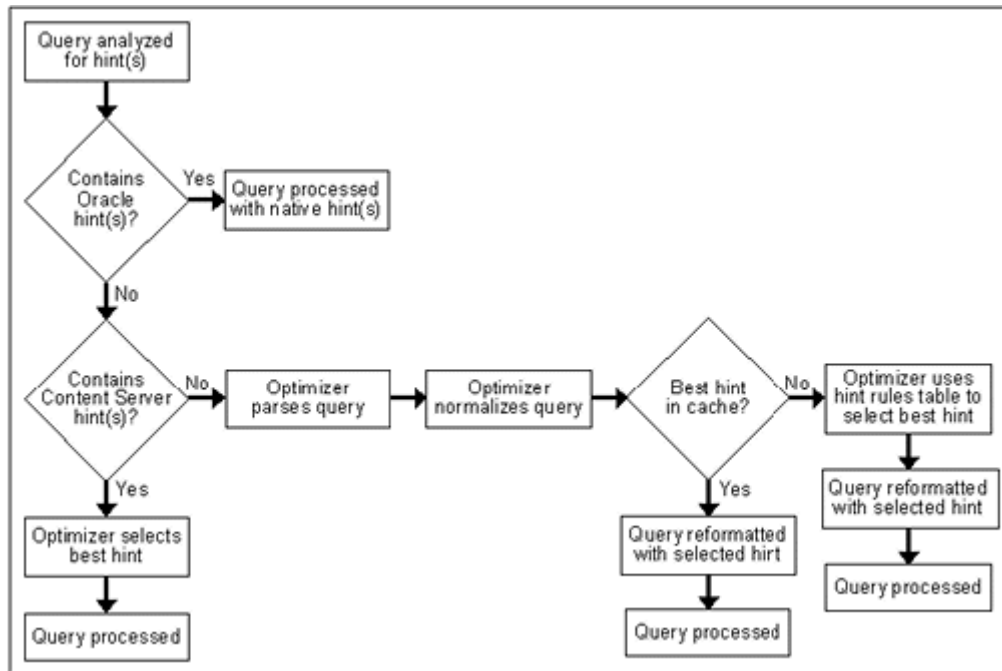 Query analyzed
for hint(s)
Contains
Oracle
hint(s)?
Yes
Query processed
with native hint(s)
No
Contains
Content Server
hint(s)?
No
Optimizer
parses query
Optimizer
normalizes query
Best hint
in cache?
No
Optimizer uses
hint rules table to
select best hint
Yes
Optimizer selects
best hint
Query processed
Yes
Query reformatted
with selected hirt
Query processed
Query reformatted
with selected hint
Query processed